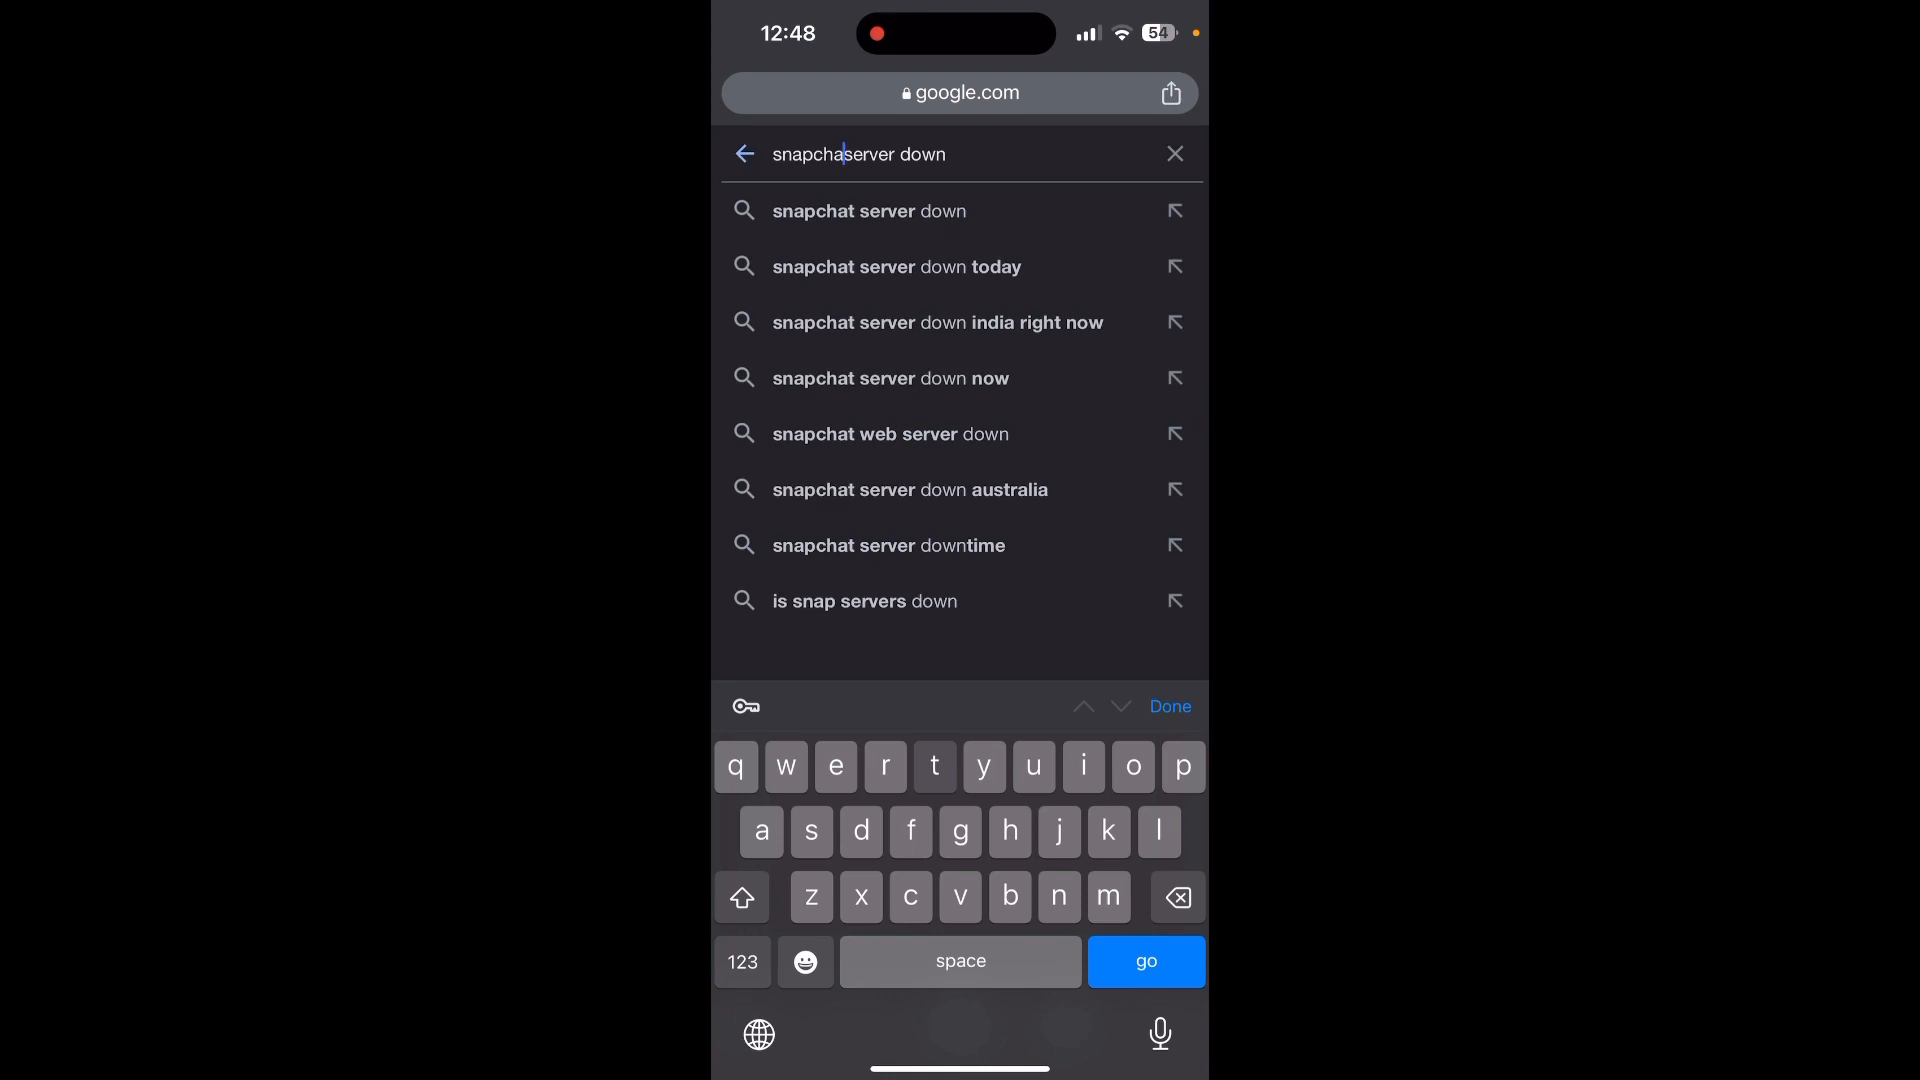 12:48
54
google.com
snapchaserver down
snapchat server down
snapchat server down today
snapchat server down india right now
snapchat server down now
snapchat web server down
snapchat server down australia
snapchat server downtime
is snap servers down
Done
q w e r t y u i o p
a s d f g h j k l
z x c v b n m
123 space go